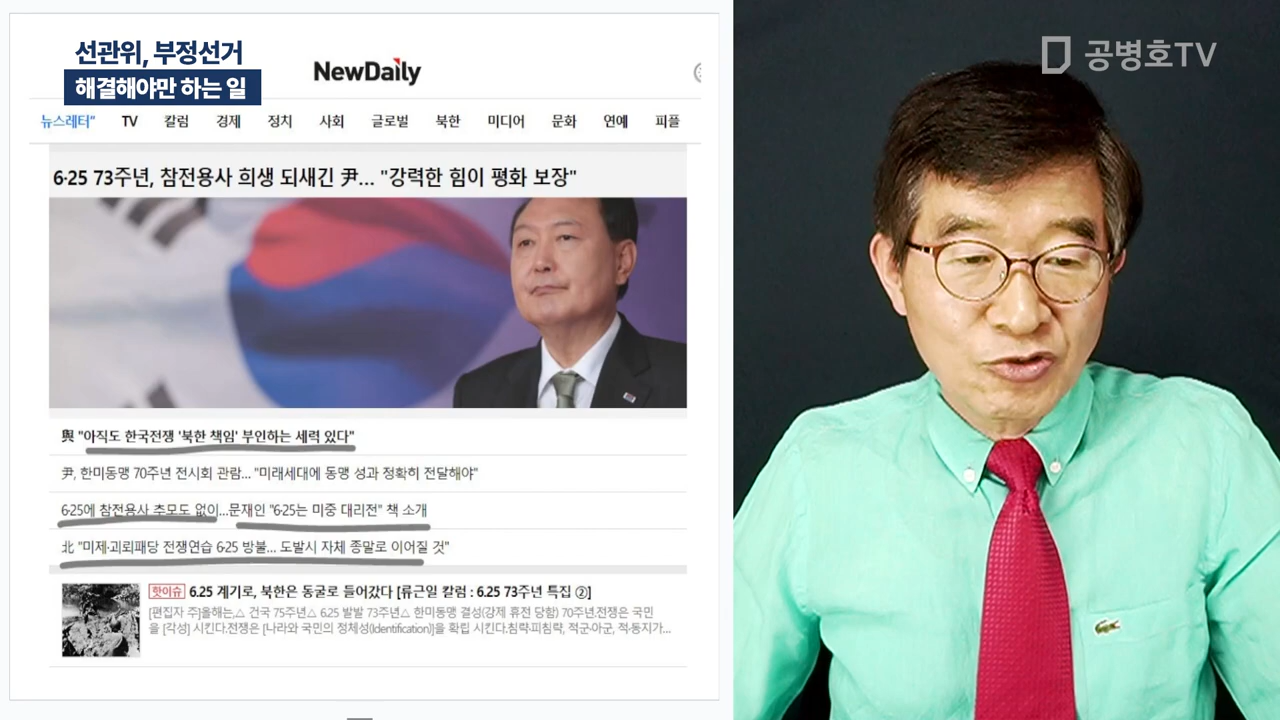 선관위, 부정선거
해결해야만 하는 일
NewDaily
공병호TV
뉴스레터" TV 칼럼 경제 정치 사회 글로벌 북한 미디어 문화 연예 피플
6·25 73주년, 참전용사 희생 되새긴 尹... "강력한 힘이 평화 보장"
與 "아직도 한국전쟁 '북한 책임' 부인하는 세력 있다"
尹, 한미동맹 70주년 전시회 관람... "미래세대에 동맹 성과 정확히 전달해야"
6·25에 참전용사 추모도 없이...문재인 "6·25는 미중 대리전" 책 소개
北 "미제·괴뢰패당 전쟁연습 6·25 방불... 도발시 자체 종말로 이어질 것"
핫이슈 6.25 계기로, 북한은 동굴로 들어갔다 [류근일 칼럼 : 6.25 73주년 특집 ②]
[편집자 주]올해는,△ 건국 75주년△ 6.25 발발 73주년△ 한미동맹 결성(강제 휴전 당함) 70주년.전쟁은 국민
을 [각성] 시킨다.전쟁은 [나라와 국민의 정체성(Identification)]을 확립 시킨다.침략·피침략, 적군·아군, 적·동지가...